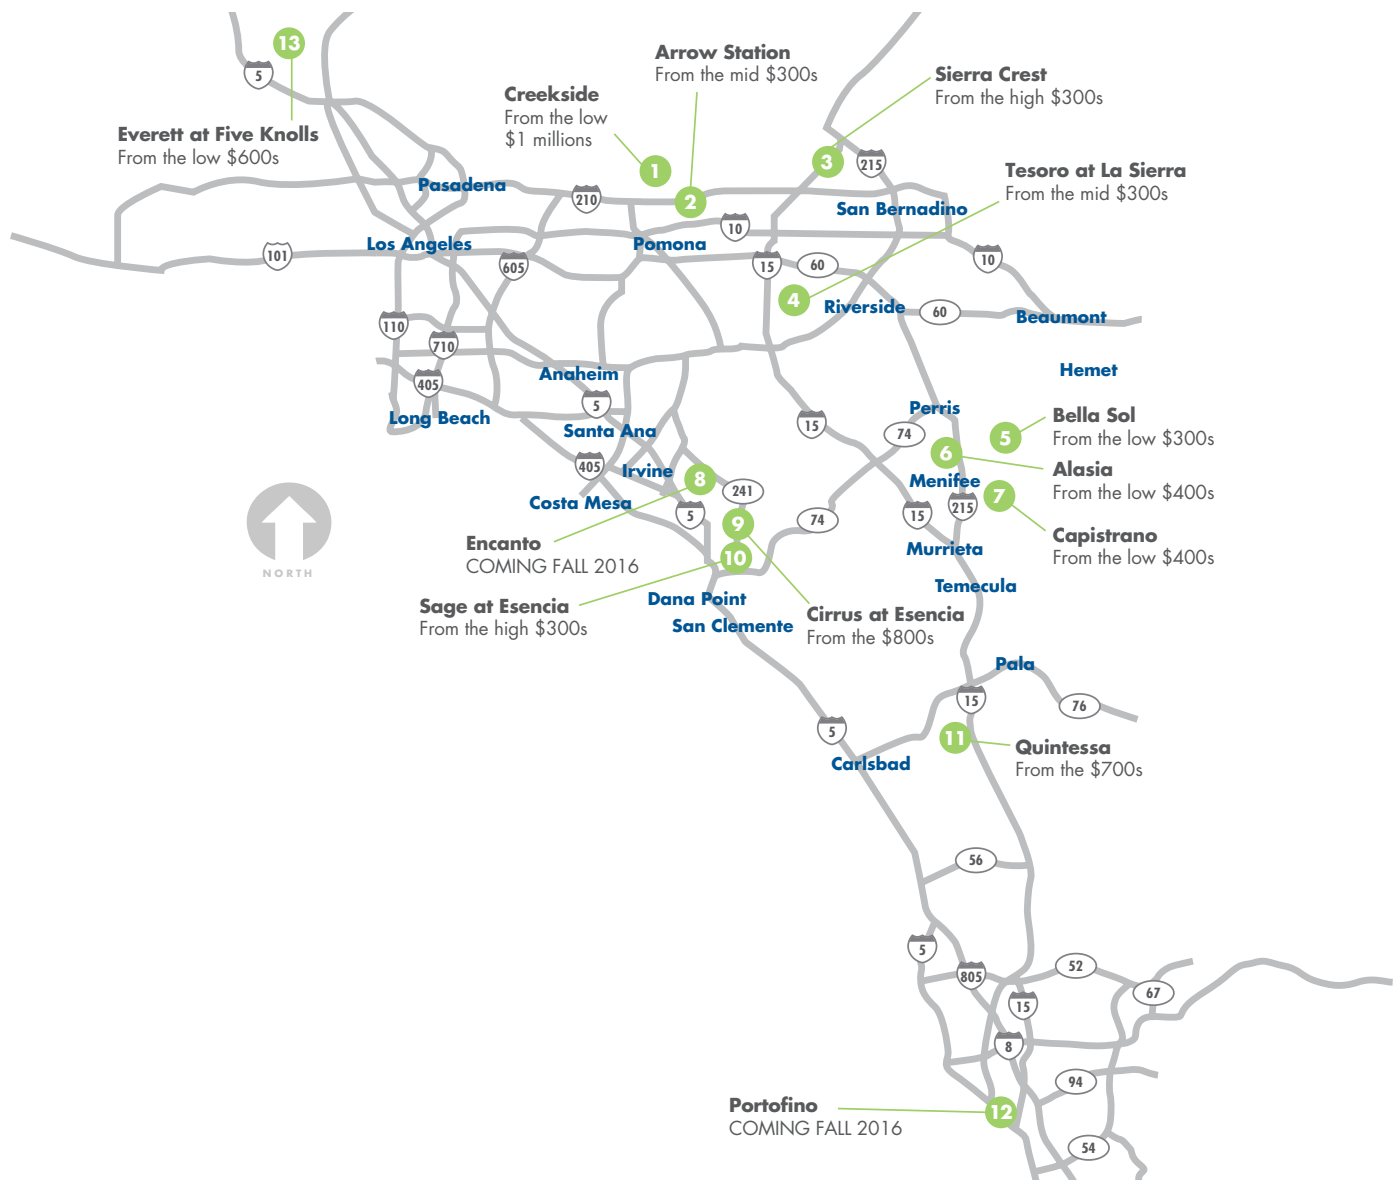 13
5
Everett at Five Knolls
From the low $600s
Creekside
From the low
$1 millions
Arrow Station
From the mid $300s
Sierra Crest
From the high $300s
1
2
3
215
Tesoro at La Sierra
From the mid $300s
Pasadena
210
San Bernadino
10
Los Angeles
Pomona
101
605
15
60
10
4
Riverside
60
Beaumont
110
710
Hemet
405
Anaheim
5
Long Beach
Santa Ana
15
Perris
74
5
Bella Sol
From the low $300s
6
Alasia
From the low $400s
405
Irvine
8
241
Menifee
7
Costa Mesa
5
9
74
15
215
Capistrano
From the low $400s
NORTH
Encanto
COMING FALL 2016
10
Murrieta
Temecula
Sage at Esencia
From the high $300s
Dana Point
San Clemente
Cirrus at Esencia
From the $800s
Pala
15
76
5
11
Quintessa
From the $700s
Carlsbad
56
5
805
52
67
15
8
94
Portofino
COMING FALL 2016
12
54